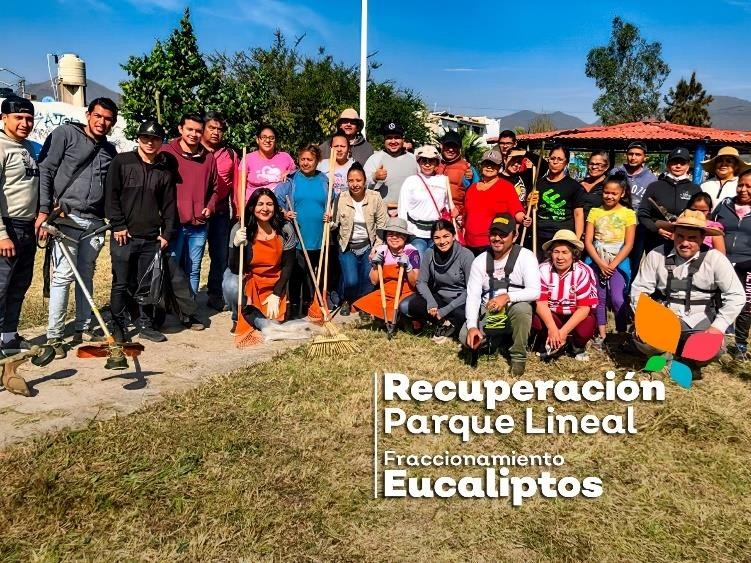 Recuperación
Parque Lineal
Fraccionamiento
Eucaliptos